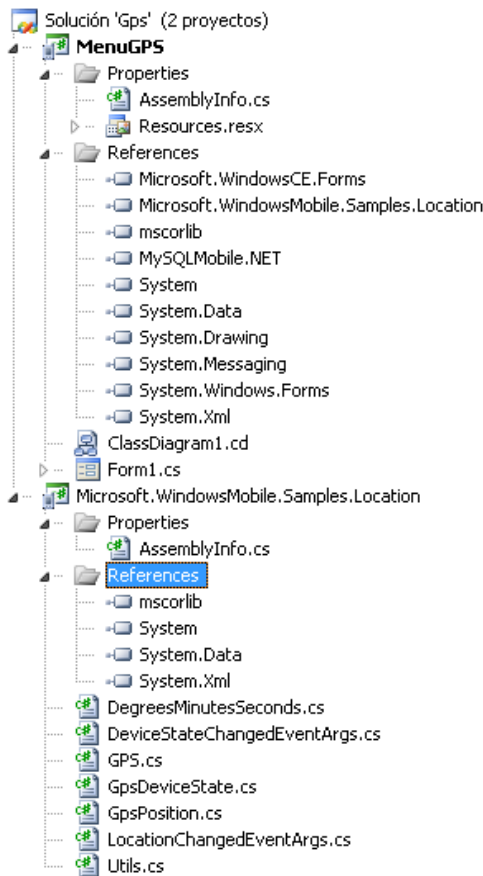 Solución 'Gps' (2 proyectos)
MenuGPS
Properties
AssemblyInfo.cs
Resources.resx
References
Microsoft.WindowsCE.Forms
Microsoft.WindowsMobile.Samples.Location
mscorlib
MySQLMobile.NET
System
System.Data
System.Drawing
System.Messaging
System.Windows.Forms
System.Xml
ClassDiagram1.cd
Form1.cs
Microsoft.WindowsMobile.Samples.Location
Properties
AssemblyInfo.cs
References
mscorlib
System
System.Data
System.Xml
DegreesMinutesSeconds.cs
DeviceStateChangedEventArgs.cs
GPS.cs
GpsDeviceState.cs
GpsPosition.cs
LocationChangedEventArgs.cs
Utils.cs